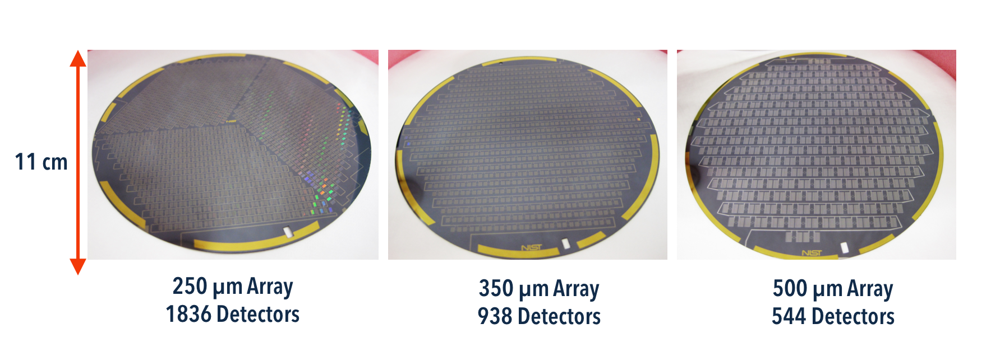 11 cm
NIST
NIST
NIST
250 µm Array
1836 Detectors
350 µm Array
938 Detectors
500 µm Array
544 Detectors